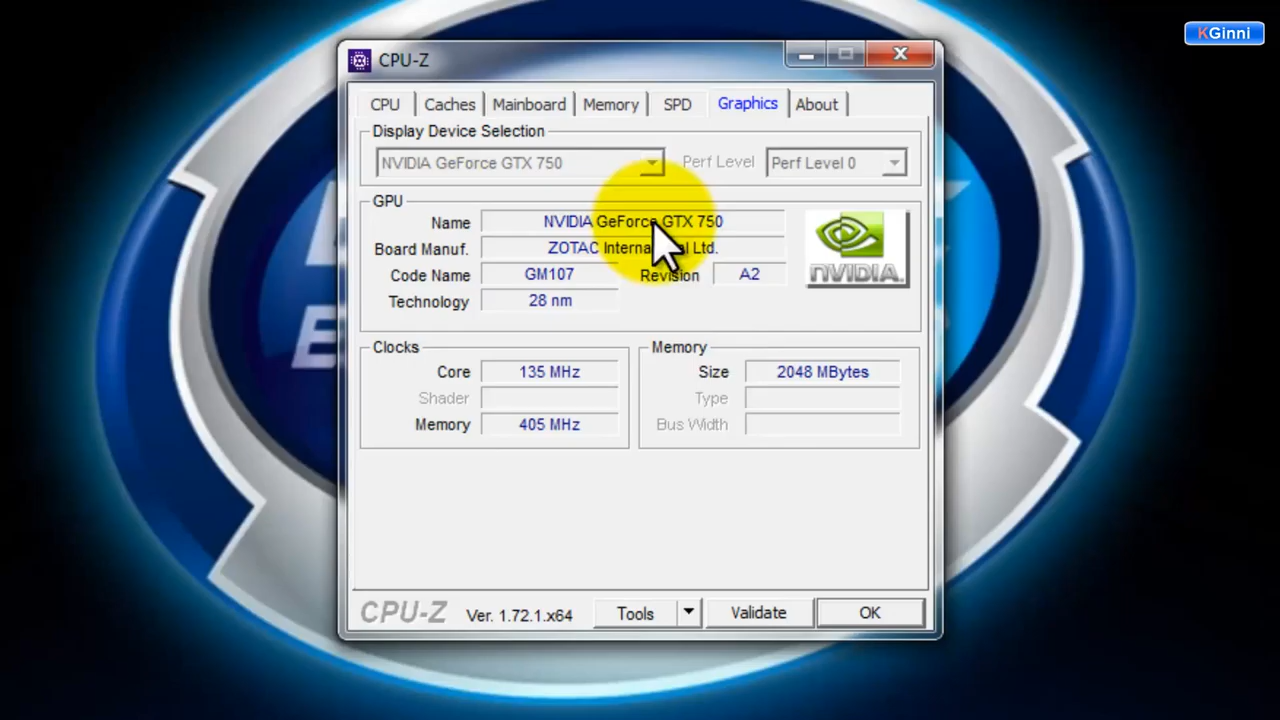 KGinni
CPU-Z
CPU Caches Mainboard Memory SPD Graphics About
Display Device Selection
NVIDIA GeForce GTX 750 Perf Level Perf Level 0
GPU
Name NVIDIA GeForce GTX 750
Board Manuf. ZOTAC Ltd.
Code Name GM107 Revision A2
Technology 28 nm
NVIDIA.
Clocks
Core 135 MHz
Shader
Memory 405 MHz
Memory
Size 2048 MBytes
Type
Bus Width
CPU-Z Ver. 1.72.1.x64 Tools Validate OK